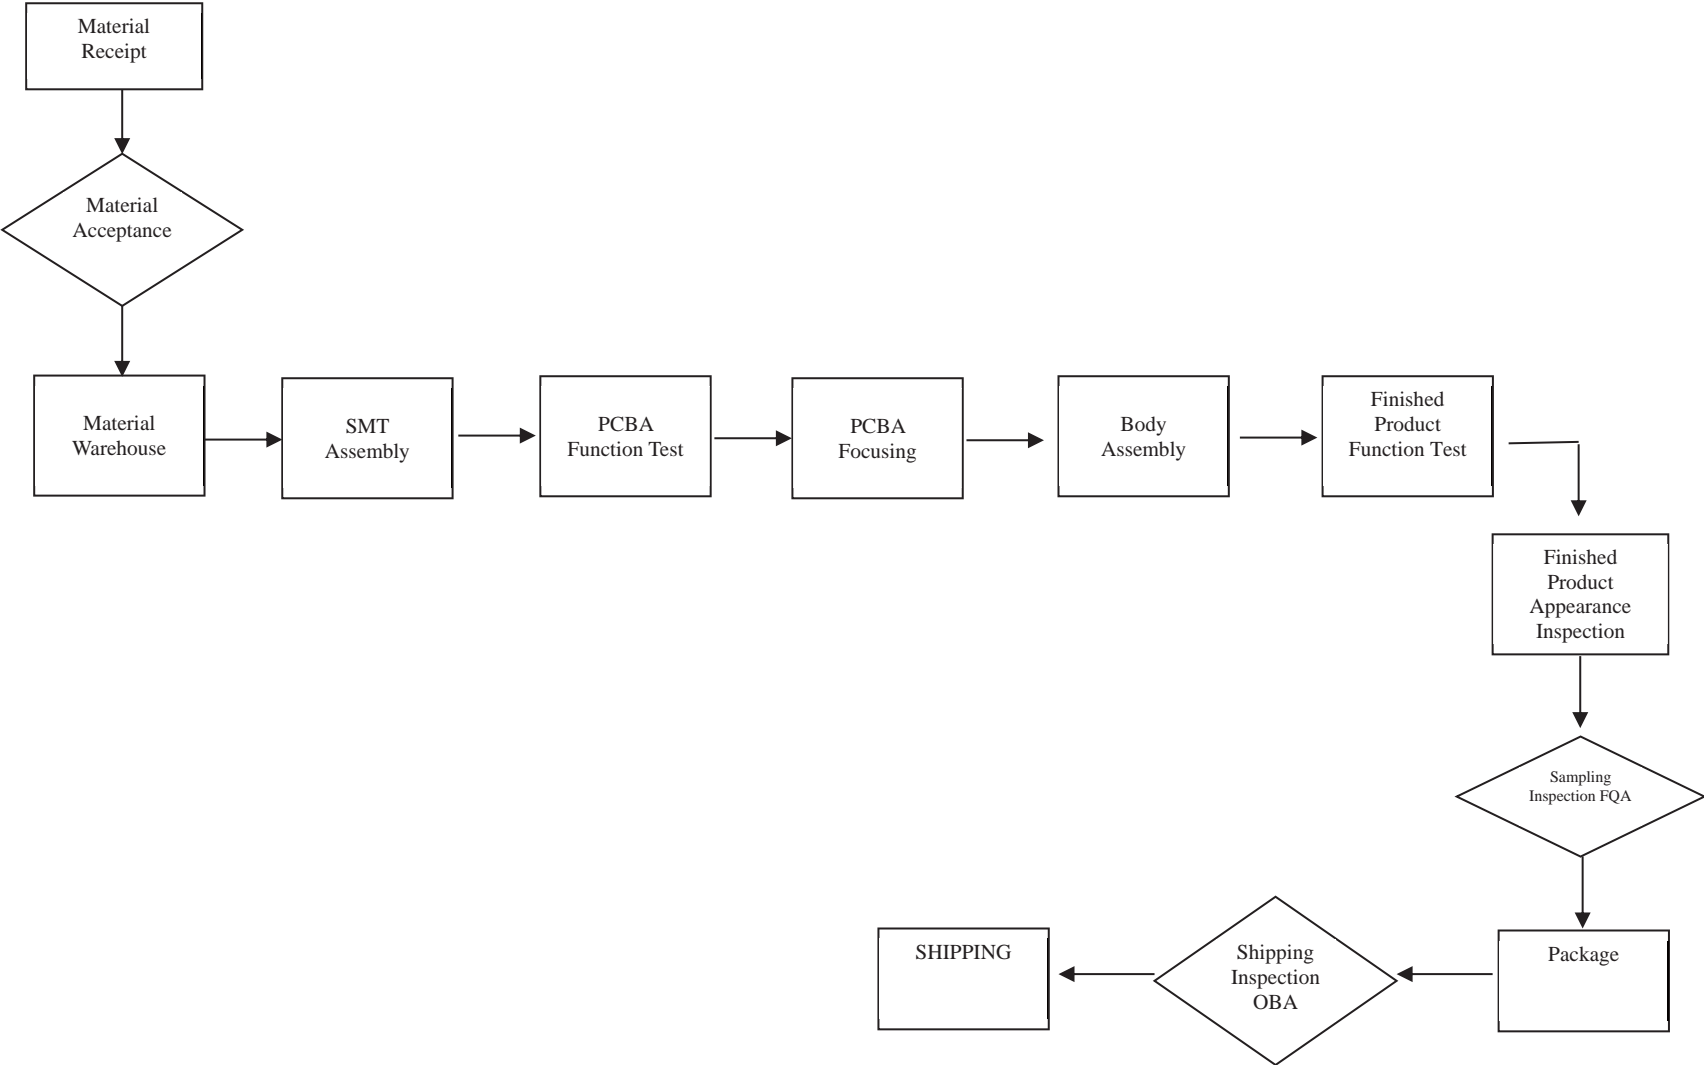 Material
Receipt
Material
Acceptance
Material
Warehouse
SMT
Assembly
PCBA
Function Test
PCBA
Focusing
Body
Assembly
Finished
Product
Function Test
Finished
Product
Appearance
Inspection
Sampling
Inspection FQA
Package
Shipping
Inspection
OBA
SHIPPING